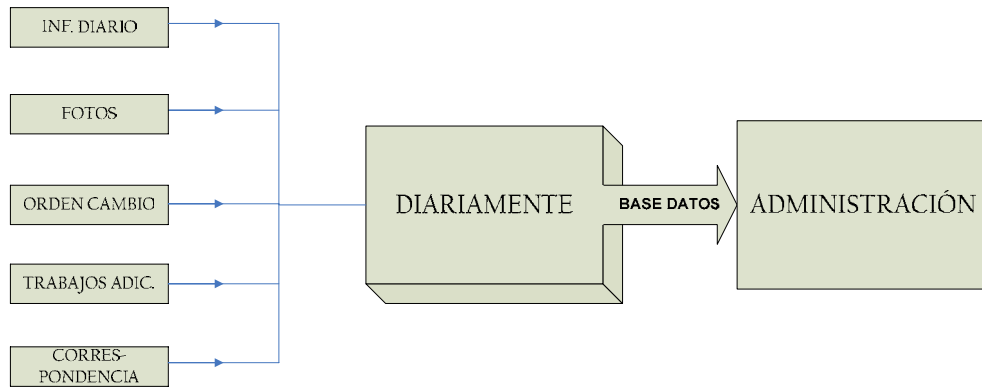 INF. DIARIO
FOTOS
ORDEN CAMBIO
TRABAJOS ADIC.
CORRES-
PONDENCIA
DIARIAMENTE
BASE DATOS
ADMINISTRACIÓN